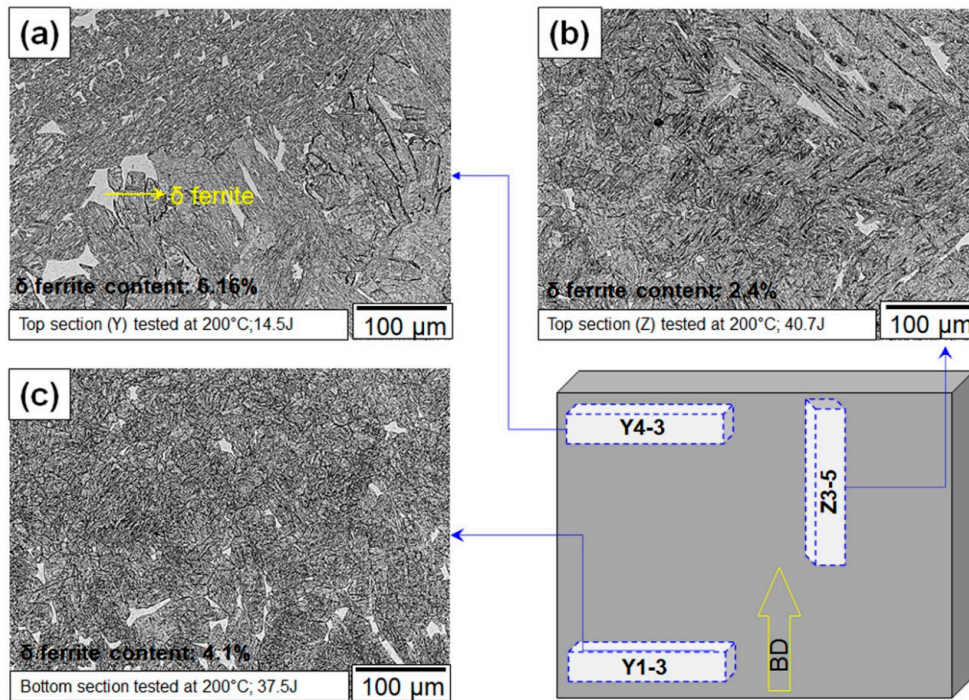 (a)
δ ferrite
δ ferrite content: 6.16%
Top section (Y) tested at 200°C;14.5J
100 µm
(b)
δ ferrite content: 2.4%
Top section (Z) tested at 200°C;40.7J
100 µm
(c)
δ ferrite content: 4.1%
Bottom section tested at 200°C; 37.5J
100 µm
Y4-3
Z3-5
BD
Y1-3